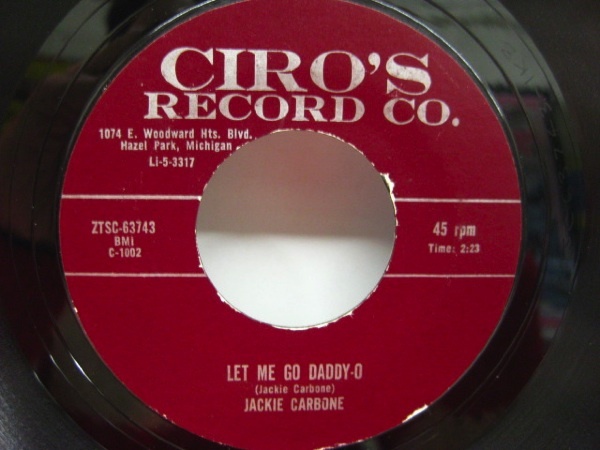 CIRO'S
RECORD CO.
1074 E. Woodward Hts. Blvd.
Hazel Park, Michigan
Li-5-3317
ZTSC-63743
BMI
C-1002
45 rpm
Time: 2:23
LET ME GO DADDY-O
(Jackie Carbone)
JACKIE CARBONE